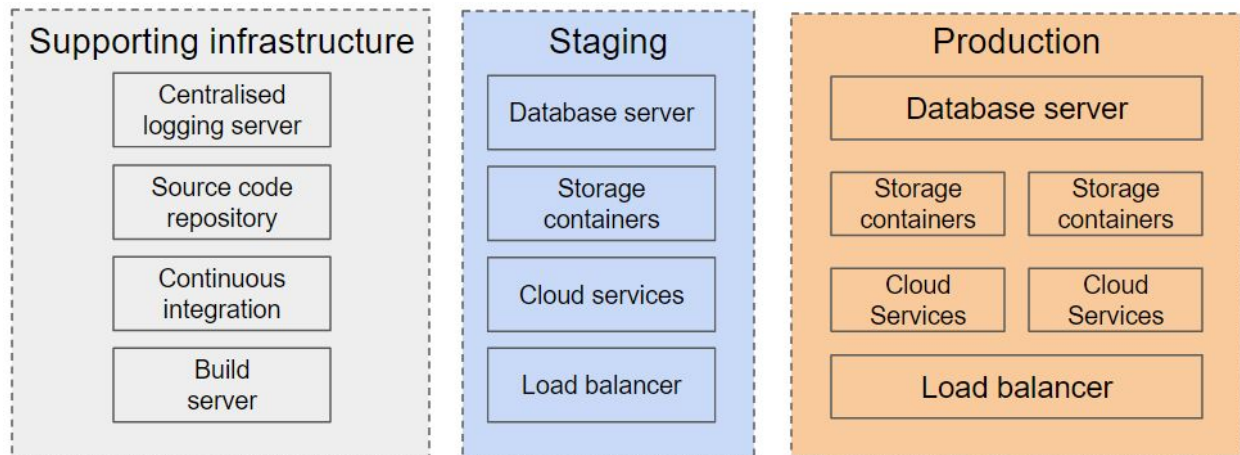 Supporting infrastructure
Centralised
logging server
Source code
repository
Continuous
integration
Build
server
Staging
Database server
Storage
containers
Cloud services
Load balancer
Production
Database server
Storage
containers
Storage
containers
Cloud
Services
Cloud
Services
Load balancer